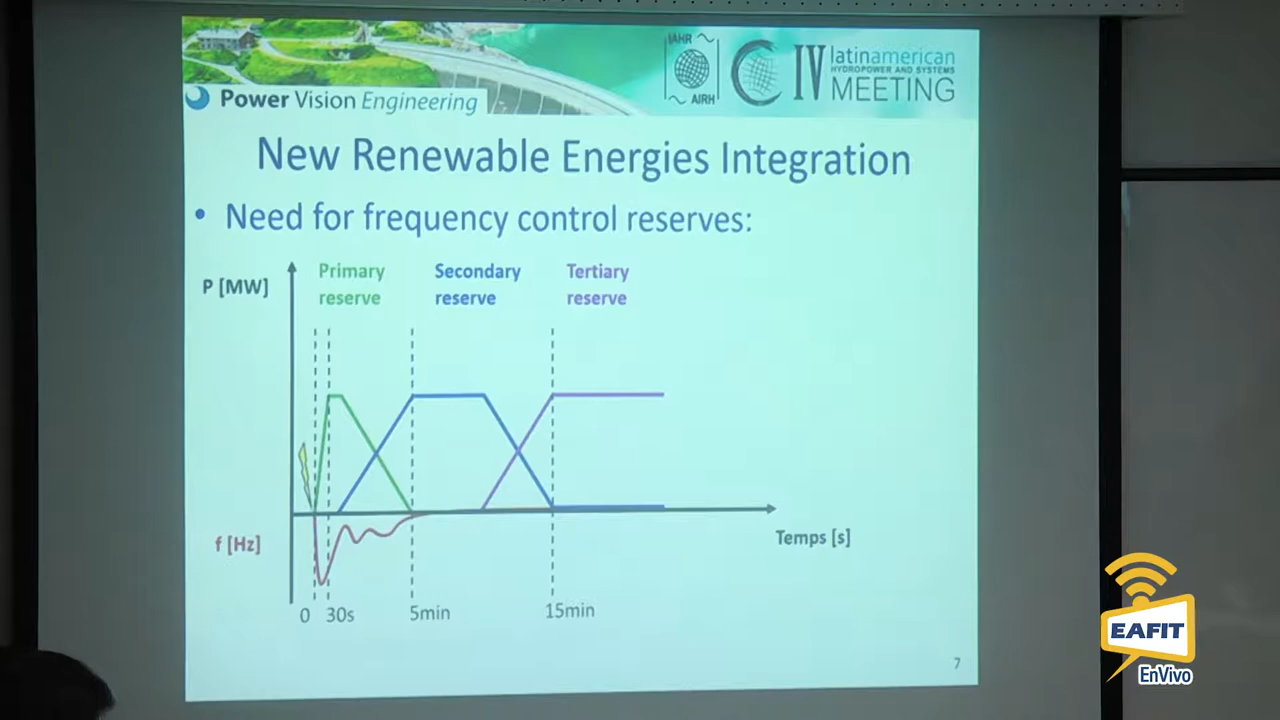 IAHR
AIRH
IV latinamerican
HYDROPOWER AND SYSTEMS
MEETING
Power Vision Engineering
New Renewable Energies Integration
• Need for frequency control reserves:
P [MW]
Primary
reserve
Secondary
reserve
Tertiary
reserve
f [Hz]
Temps [s]
0 30s 5min 15min
7
EAFIT
EnVivo